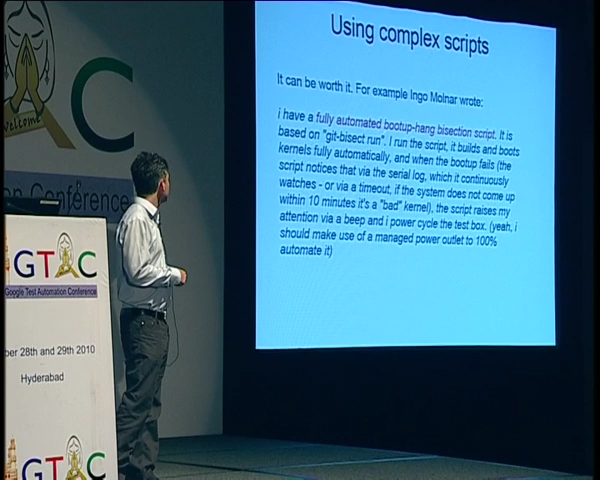 Using complex scripts
It can be worth it. For example Ingo Molnar wrote:
i have a fully automated bootup-hang bisection script. It is
based on "git-bisect run". I run the script, it builds and boots
kernels fully automatically, and when the bootup fails (the
script notices that via the serial log, which it continuously
watches - or via a timeout, if the system does not come up
within 10 minutes it's a "bad" kernel), the script raises my
attention via a beep and i power cycle the test box. (yeah, i
should make use of a managed power outlet to 100%
automate it)
welcome
AC
on Conference
GTAC
Google Test Automation Conference
ber 28th and 29th 2010
Hyderabad
GTAC